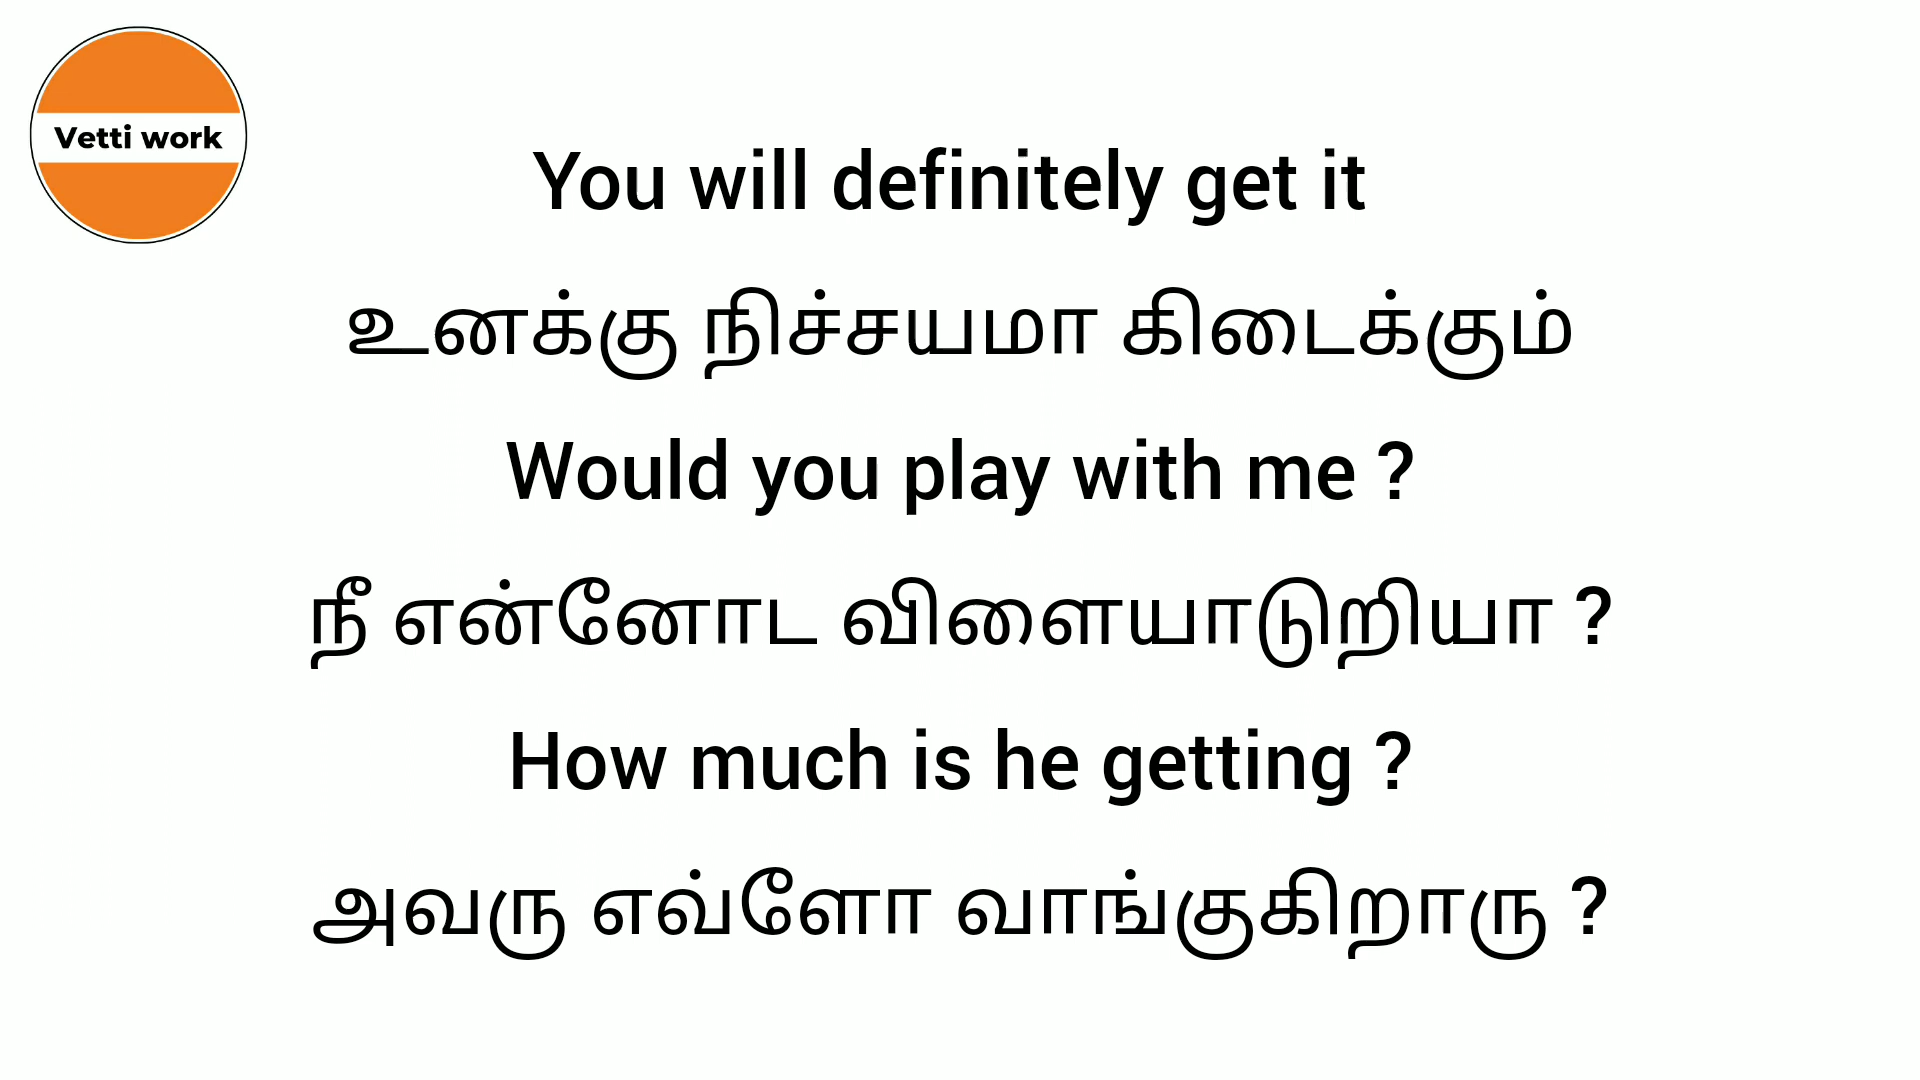 Vetti work
You will definitely get it
உனக்கு நிச்சயமா கிடைக்கும்
Would you play with me ?
நீ என்னோட விளையாடுறியா ?
How much is he getting ?
அவரு எவ்ளோ வாங்குகிறாரு ?